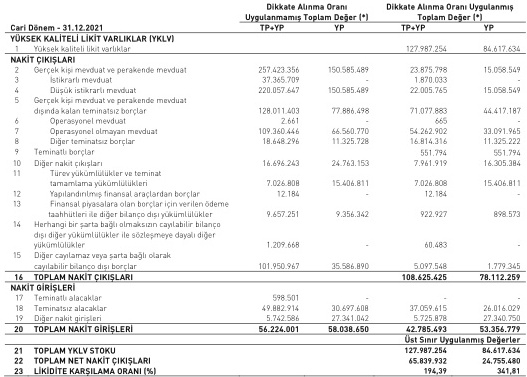 Dikkate Alınma Oranı Dikkate Alınma Oranı Uygulanmış
Uygulanmamış Toplam Değer (*) Toplam Değer (*)
Cari Dönem - 31.12.2021 TP+YP YP TP+YP YP
YÜKSEK KALİTELİ LİKİT VARLIKLAR (YKLV)
1 Yüksek kaliteli likit varlıklar 127.987.254 84.617.634
NAKİT ÇIKIŞLARI
2 Gerçek kişi mevduat ve perakende mevduat 257.423.356 150.585.489 23.875.798 15.058.549
3 İstikrarlı mevduat 37.365.709 - 1.870.033 -
4 Düşük istikrarlı mevduat 220.057.647 150.585.489 22.005.765 15.058.549
5 Gerçek kişi mevduat ve perakende mevduat
dışında kalan teminatsız borçlar 128.011.403 77.886.498 71.077.883 44.417.187
6 Operasyonel mevduat 2.661 - 665 -
7 Operasyonel olmayan mevduat 109.360.446 66.560.770 54.262.902 33.091.965
8 Diğer teminatsız borçlar 18.648.296 11.325.728 16.814.316 11.325.222
9 Teminatlı borçlar 551.794 551.794
10 Diğer nakit çıkışları 16.696.243 24.763.153 7.961.919 16.305.384
11 Türev yükümlülükler ve teminat
tamamlama yükümlülükleri 7.026.808 15.406.811 7.026.808 15.406.811
12 Yapılandırılmış finansal araçlardan borçlar 12.184 - 12.184 -
13 Finansal piyasalara olan borçlar için verilen ödeme
taahhütleri ile diğer bilanço dışı yükümlülükler 9.657.251 9.356.342 922.927 898.573
14 Herhangi bir şarta bağlı olmaksızın cayılabilir bilanço
dışı diğer yükümlülükler ile sözleşmeye dayalı diğer
yükümlülükler 1.209.668 - 60.483 -
15 Diğer cayılamaz veya şarta bağlı olarak
cayılabilir bilanço dışı borçlar 101.950.967 35.586.890 5.097.548 1.779.345
16 TOPLAM NAKİT ÇIKIŞLARI 108.625.425 78.112.259
NAKİT GİRİŞLERİ
17 Teminatlı alacaklar 598.501 - - -
18 Teminatsız alacaklar 49.882.914 30.697.608 37.059.615 26.016.029
19 Diğer nakit girişleri 5.742.586 27.341.042 5.725.878 27.340.750
20 TOPLAM NAKİT GİRİŞLERİ 56.224.001 58.038.650 42.785.493 53.356.779
Üst Sınır Uygulanmış Değerler
21 TOPLAM YKLV STOKU 127.987.254 84.617.634
22 TOPLAM NET NAKİT ÇIKIŞLARI 65.839.932 24.755.480
23 LİKİDİTE KARŞILAMA ORANI (%) 194,39 341,81